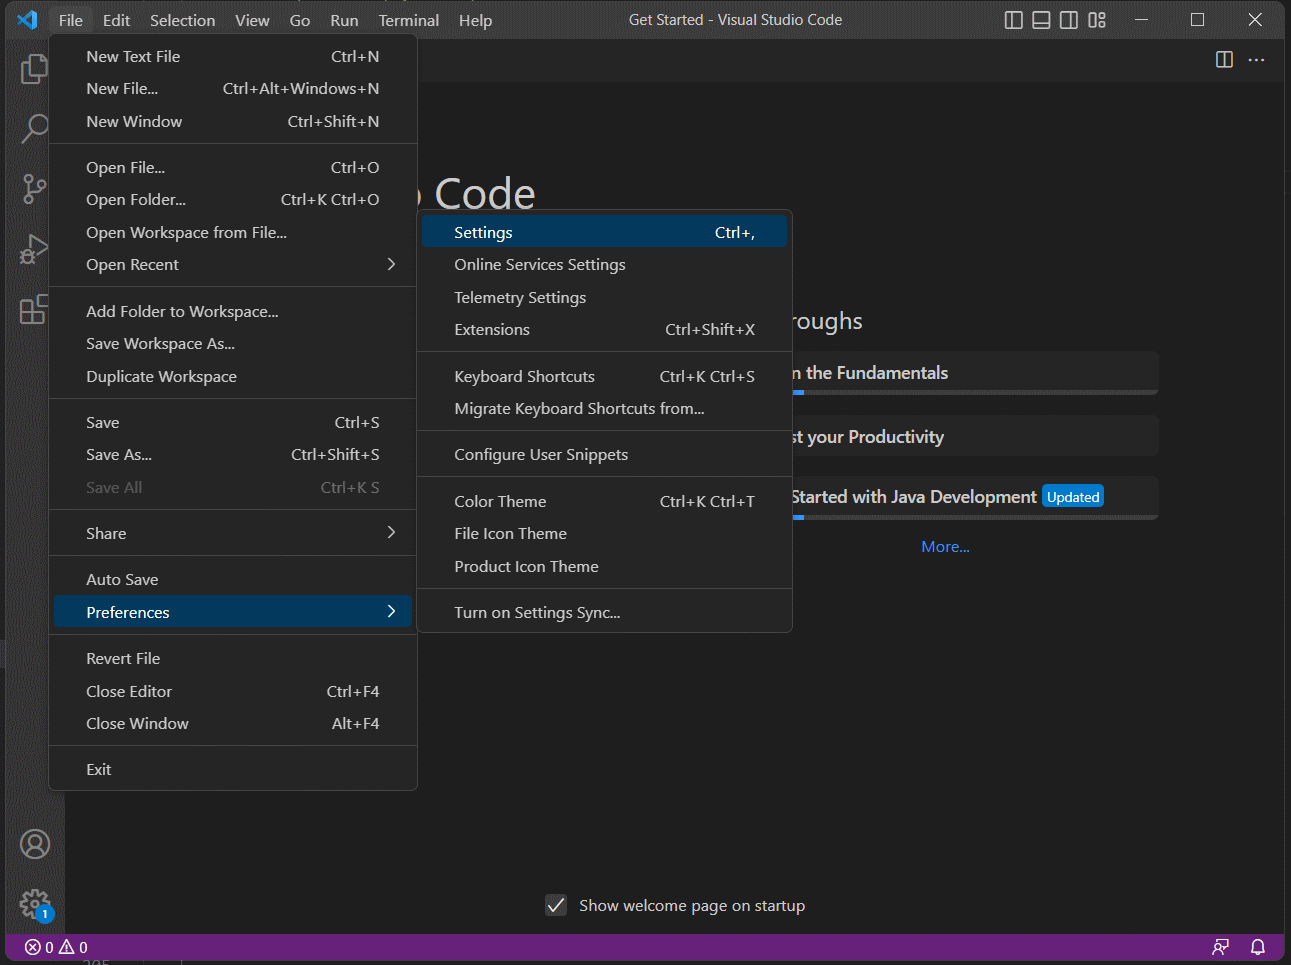 File Edit Selection View Go Run Terminal Help Get Started - Visual Studio Code
New Text File Ctrl+N
New File... Ctrl+Alt+Windows+N
New Window Ctrl+Shift+N
Open File... Ctrl+O
Open Folder... Ctrl+K Ctrl+O
Open Workspace from File...
Open Recent
Add Folder to Workspace...
Save Workspace As...
Duplicate Workspace
Save Ctrl+S
Save As... Ctrl+Shift+S
Save All Ctrl+K S
Share
Auto Save
Preferences
Revert File
Close Editor Ctrl+F4
Close Window Alt+F4
Exit
Code
Settings Ctrl+,
Online Services Settings
Telemetry Settings
Extensions Ctrl+Shift+X
Keyboard Shortcuts Ctrl+K Ctrl+S
Migrate Keyboard Shortcuts from...
Configure User Snippets
Color Theme Ctrl+K Ctrl+T
File Icon Theme
Product Icon Theme
Turn on Settings Sync...
roughs
n the Fundamentals
st your Productivity
Started with Java Development Updated
More...
Show welcome page on startup
1
0 0